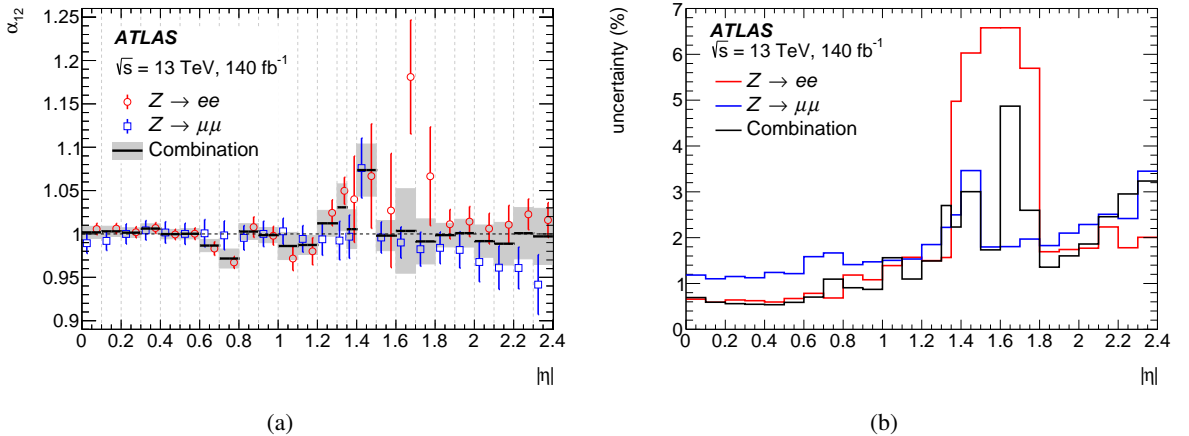 α₁₂
1.25
1.2
1.15
1.1
1.05
1
0.95
0.9
ATLAS
√s = 13 TeV, 140 fb⁻¹
Z → ee
Z → μμ
Combination
0 0.2 0.4 0.6 0.8 1 1.2 1.4 1.6 1.8 2 2.2 2.4
|η|
(a)
uncertainty (%)
7
6
5
4
3
2
1
0
ATLAS
√s = 13 TeV, 140 fb⁻¹
Z → ee
Z → μμ
Combination
0 0.2 0.4 0.6 0.8 1 1.2 1.4 1.6 1.8 2 2.2 2.4
|η|
(b)